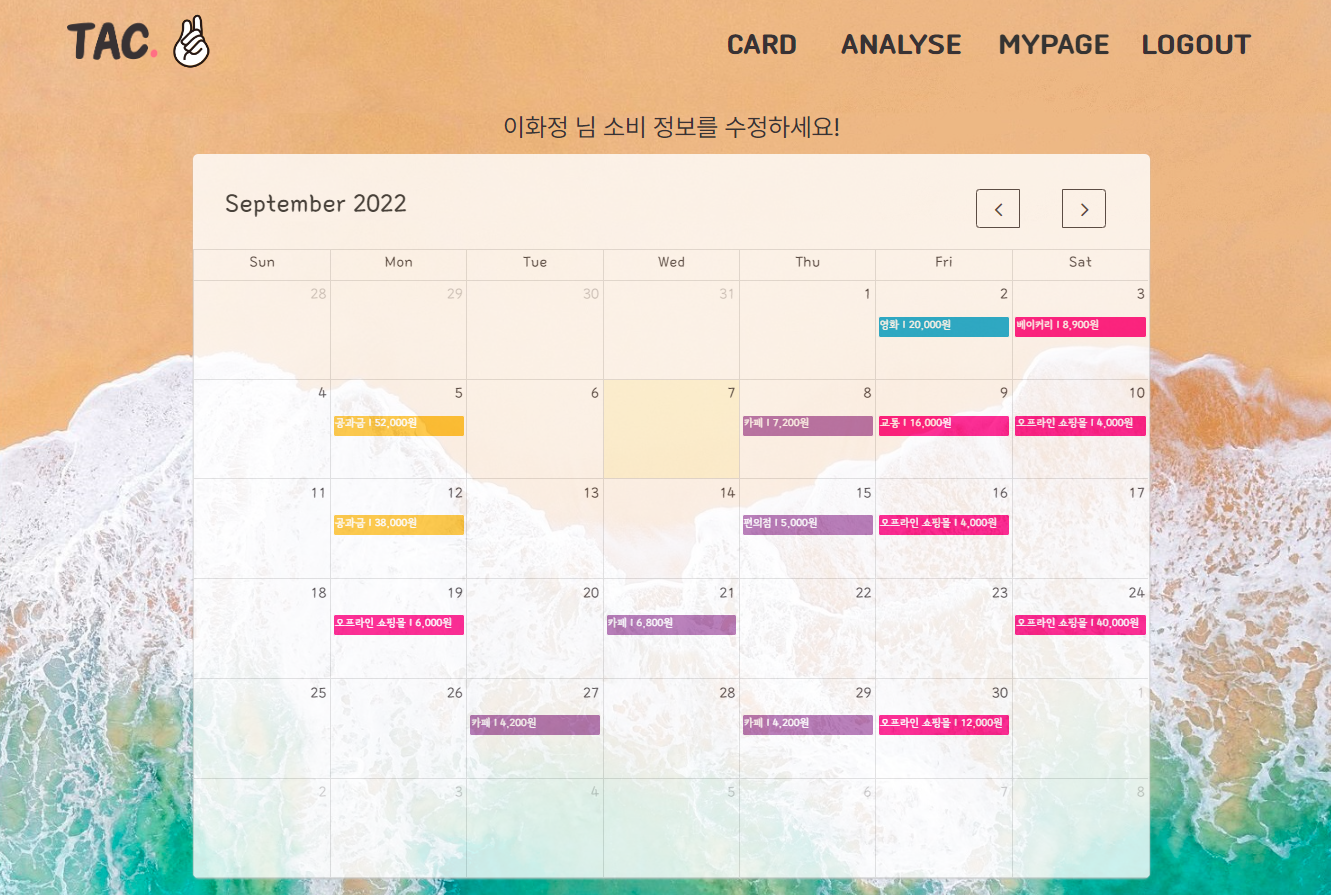 TAC.
CARD ANALYSE MYPAGE LOGOUT
이화정 님 소비 정보를 수정하세요!
September 2022
Sun Mon Tue Wed Thu Fri Sat
28 29 30 31 1 2 3
영화 | 20,000원 베이커리 | 8,900원
4 5 6 7 8 9 10
공과금 | 52,000원 카페 | 7,200원 교통 | 16,000원 오프라인 쇼핑몰 | 4,000원
11 12 13 14 15 16 17
공과금 | 38,000원 편의점 | 5,000원 오프라인 쇼핑몰 | 4,000원
18 19 20 21 22 23 24
오프라인 쇼핑몰 | 6,000원 카페 | 6,800원 오프라인 쇼핑몰 | 40,000원
25 26 27 28 29 30 1
카페 | 4,200원 카페 | 4,200원 오프라인 쇼핑몰 | 12,000원
2 3 4 5 6 7 8